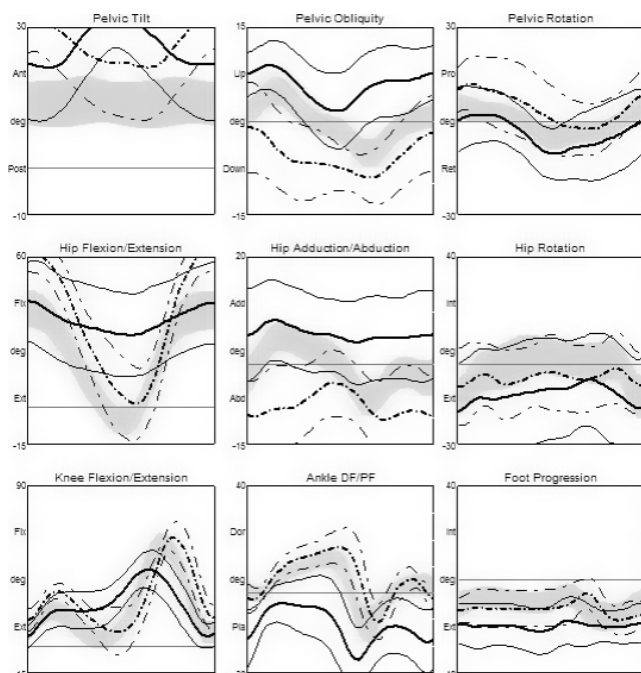 Pelvic Tilt
30
Ant
deg
Post
-10
Pelvic Obliquity
15
Up
deg
Down
-15
Pelvic Rotation
30
Pro
deg
Ret
-30
Hip Flexion/Extension
60
Flx
deg
Ext
-15
Hip Adduction/Abduction
20
Add
deg
Abd
Hip Rotation
40
Int
deg
Ext
Knee Flexion/Extension
90
Flx
deg
Ext
Ankle DF/PF
40
Dor
deg
Pla
Foot Progression
40
Int
deg
Ext